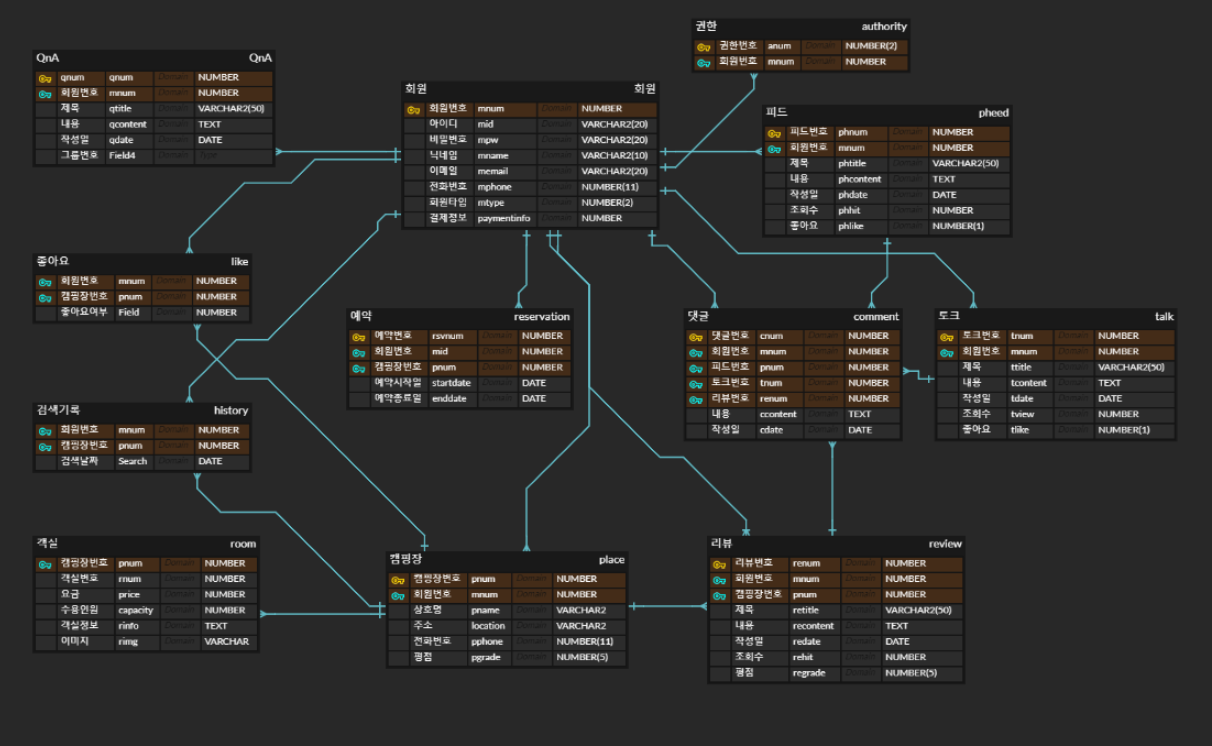 권한 authority
권한번호 anum Domain NUMBER(2)
회원번호 mnum Domain NUMBER
QnA QnA
qnum qnum Domain NUMBER
회원번호 mnum Domain NUMBER
제목 qtitle Domain VARCHAR2(50)
내용 qcontent Domain TEXT
작성일 qdate Domain DATE
그룹번호 Field4 Domain Type
회원 회원
회원번호 mnum Domain NUMBER
아이디 mid Domain VARCHAR2(20)
비밀번호 mpw Domain VARCHAR2(20)
닉네임 mname Domain VARCHAR2(10)
이메일 memail Domain VARCHAR2(20)
전화번호 mphone Domain NUMBER(11)
회원타입 mtype Domain NUMBER(2)
결제정보 paymentinfo Domain NUMBER
피드 pheed
피드번호 phnum Domain NUMBER
회원번호 mnum Domain NUMBER
제목 phtitle Domain VARCHAR2(50)
내용 phcontent Domain TEXT
작성일 phdate Domain DATE
조회수 phhit Domain NUMBER
좋아요 phlike Domain NUMBER(1)
좋아요 like
회원번호 mnum Domain NUMBER
캠핑장번호 pnum Domain NUMBER
좋아요여부 Field Domain NUMBER
예약 reservation
예약번호 rsvnum Domain NUMBER
회원번호 mid Domain NUMBER
캠핑장번호 pnum Domain NUMBER
예약시작일 startdate Domain DATE
예약종료일 enddate Domain DATE
댓글 comment
댓글번호 cnum Domain NUMBER
회원번호 mnum Domain NUMBER
피드번호 pnum Domain NUMBER
토크번호 tnum Domain NUMBER
리뷰번호 renum Domain NUMBER
내용 ccontent Domain TEXT
작성일 cdate Domain DATE
토크 talk
토크번호 tnum Domain NUMBER
회원번호 mnum Domain NUMBER
제목 ttitle Domain VARCHAR2(50)
내용 tcontent Domain TEXT
작성일 tdate Domain DATE
조회수 tview Domain NUMBER
좋아요 tlike Domain NUMBER(1)
검색기록 history
회원번호 mnum Domain NUMBER
캠핑장번호 pnum Domain NUMBER
검색날짜 Search Domain DATE
객실 room
캠핑장번호 pnum Domain NUMBER
객실번호 rnum Domain NUMBER
요금 price Domain NUMBER
수용인원 capacity Domain NUMBER
객실정보 rinfo Domain TEXT
이미지 rimg Domain VARCHAR
캠핑장 place
캠핑장번호 pnum Domain NUMBER
회원번호 mnum Domain NUMBER
상호명 pname Domain VARCHAR2
주소 location Domain VARCHAR2
전화번호 pphone Domain NUMBER(11)
평점 pgrade Domain NUMBER(5)
리뷰 review
리뷰번호 renum Domain NUMBER
회원번호 mnum Domain NUMBER
캠핑장번호 pnum Domain NUMBER
제목 retitle Domain VARCHAR2(50)
내용 recontent Domain TEXT
작성일 redate Domain DATE
조회수 rehit Domain NUMBER
평점 regrade Domain NUMBER(5)